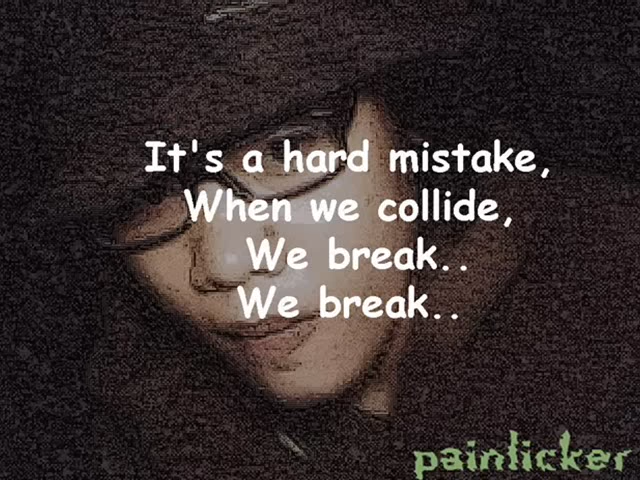 It's a hard mistake,
When we collide,
We break..
We break..
painlicker